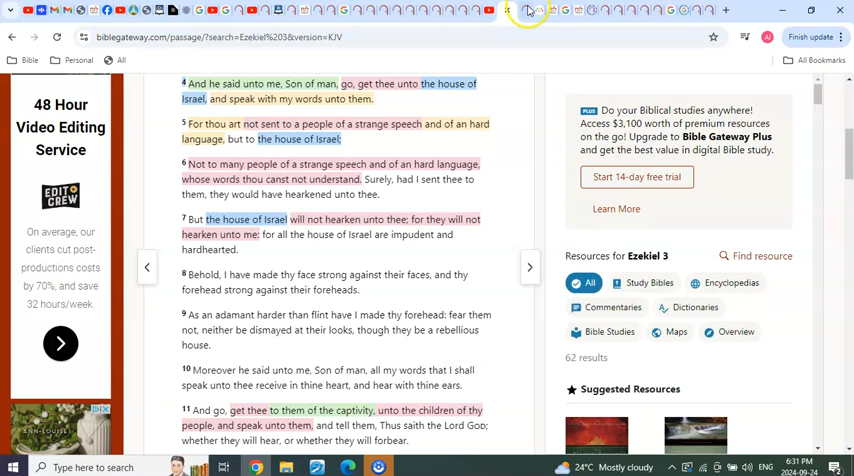 biblegateway.com/passage/?search=Ezekiel%203&version=KJV
Finish update
Bible
Personal
All
All Bookmarks
48 Hour
Video Editing
Service
EDIT
CREW
On average, our
clients cut post-
productions costs
by 70%, and save
32 hours/week.
4 And he said unto me, Son of man, go, get thee unto the house of
Israel, and speak with my words unto them.
5 For thou art not sent to a people of a strange speech and of an hard
language, but to the house of Israel;
6 Not to many people of a strange speech and of an hard language,
whose words thou canst not understand. Surely, had I sent thee to
them, they would have hearkened unto thee.
7 But the house of Israel will not hearken unto thee; for they will not
hearken unto me: for all the house of Israel are impudent and
hardhearted.
8 Behold, I have made thy face strong against their faces, and thy
forehead strong against their foreheads.
9 As an adamant harder than flint have I made thy forehead: fear them
not, neither be dismayed at their looks, though they be a rebellious
house.
10 Moreover he said unto me, Son of man, all my words that I shall
speak unto thee receive in thine heart, and hear with thine ears.
11 And go, get thee to them of the captivity, unto the children of thy
people, and speak unto them, and tell them, Thus saith the Lord God;
whether they will hear, or whether they will forbear.
PLUS Do your Biblical studies anywhere!
Access $3,100 worth of premium resources
on the go! Upgrade to Bible Gateway Plus
and get the best value in digital Bible study.
Start 14-day free trial
Learn More
Resources for Ezekiel 3
Find resource
All
Study Bibles
Encyclopedias
Commentaries
Dictionaries
Bible Studies
Maps
Overview
62 results
Suggested Resources
Type here to search
24°C Mostly cloudy
ENG
6:31 PM
2024-09-24